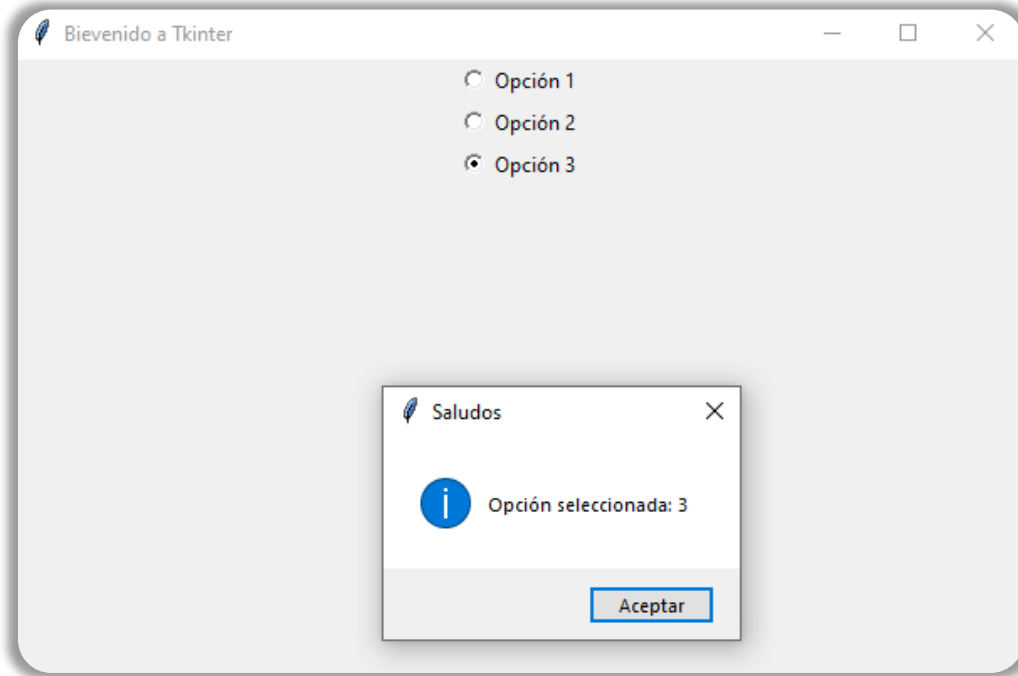 Bievenido a Tkinter
Opción 1
Opción 2
Opción 3
Saludos
Opción seleccionada: 3
Aceptar